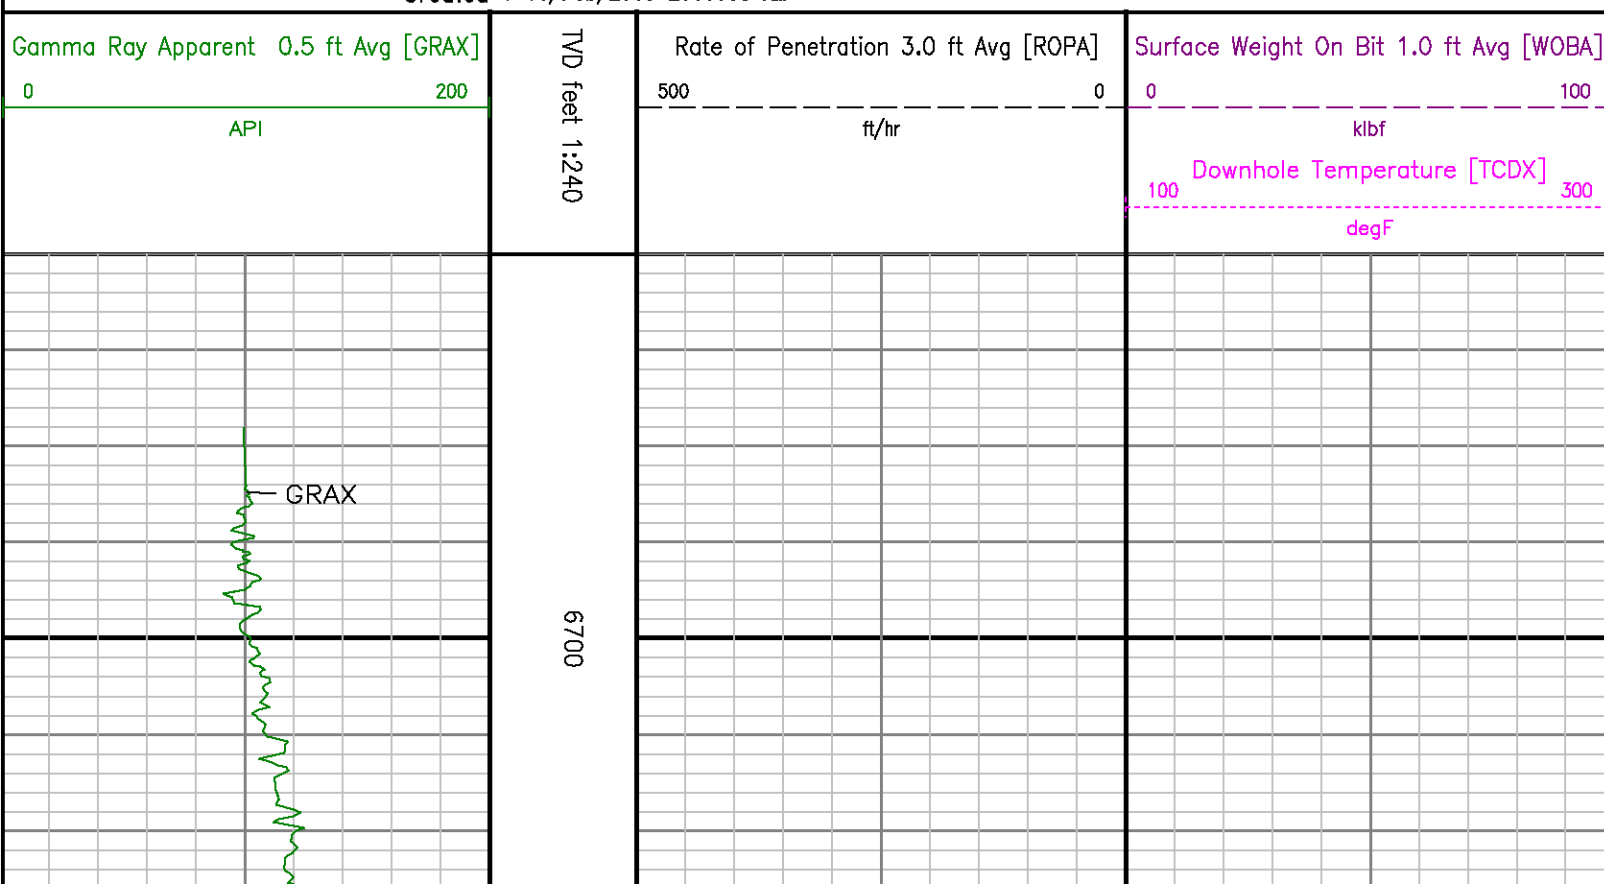 Gamma Ray Apparent 0.5 ft Avg [GRAX]
0 200
API
TVD feet 1:240
Rate of Penetration 3.0 ft Avg [ROPA]
500 0
ft/hr
Surface Weight On Bit 1.0 ft Avg [WOBA]
0 100
klbf
Downhole Temperature [TCDX]
100 300
degF
GRAX
6700